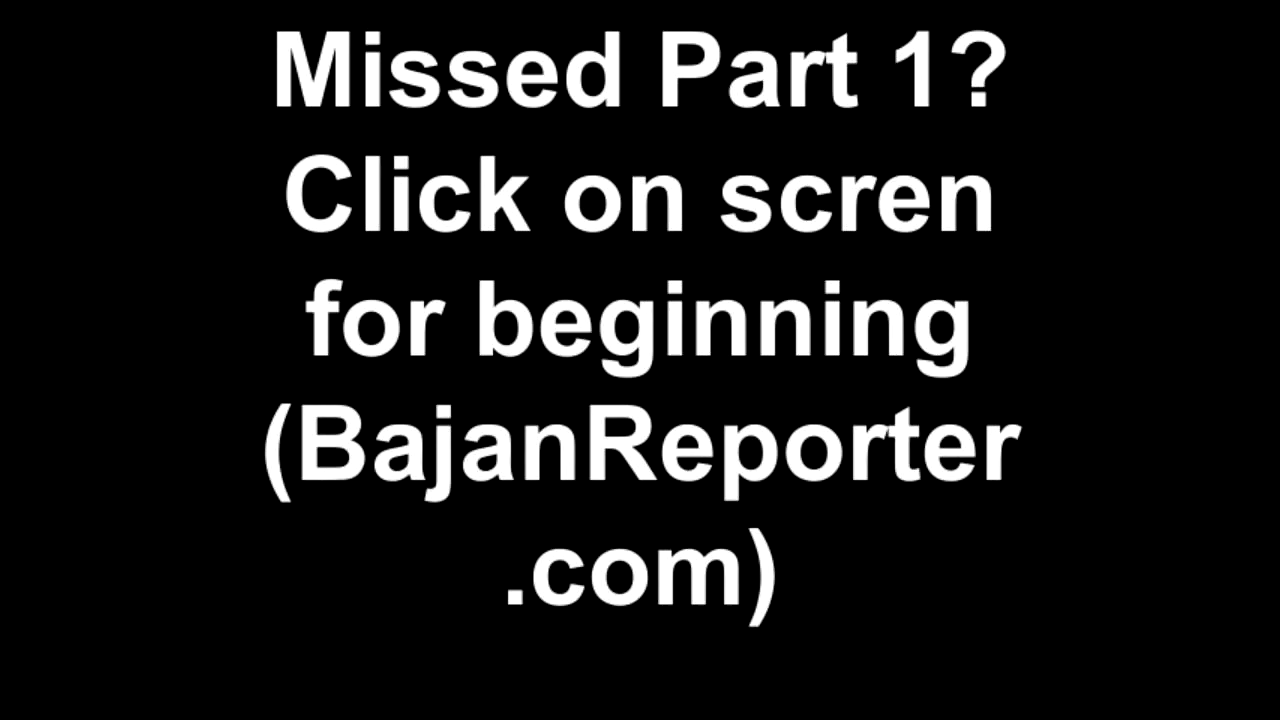 Missed Part 1?
Click on scren
for beginning
(BajanReporter
.com)